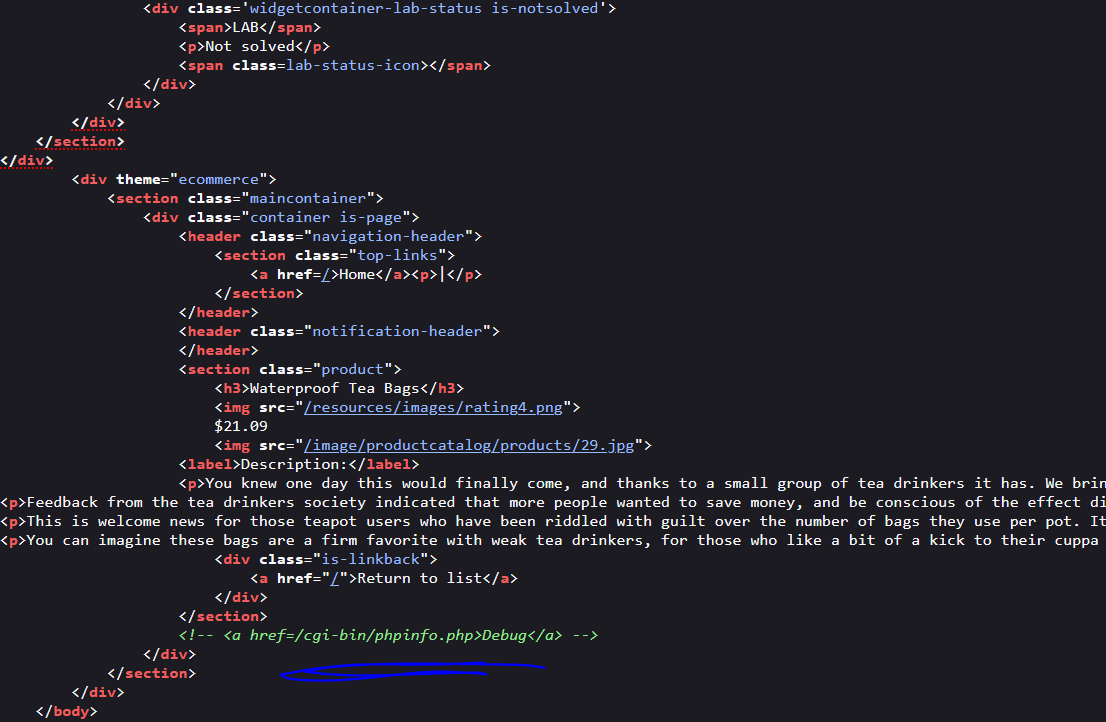 <div class='widgetcontainer-lab-status is-notsolved'>
<span>LAB</span>
<p>Not solved</p>
<span class=lab-status-icon></span>
</div>
</div>
</div>
</section>
</div>
<div theme="ecommerce">
<section class="maincontainer">
<div class="container is-page">
<header class="navigation-header">
<section class="top-links">
<a href=/>Home</a><p>|</p>
</section>
</header>
<header class="notification-header">
</header>
<section class="product">
<h3>Waterproof Tea Bags</h3>
<img src="/resources/images/rating4.png">
$21.09
<img src="/image/productcatalog/products/29.jpg">
<label>Description:</label>
<p>You knew one day this would finally come, and thanks to a small group of tea drinkers it has. We brin
<p>Feedback from the tea drinkers society indicated that more people wanted to save money, and be conscious of the effect di
<p>This is welcome news for those teapot users who have been riddled with guilt over the number of bags they use per pot. It
<p>You can imagine these bags are a firm favorite with weak tea drinkers, for those who like a bit of a kick to their cuppa
<div class="is-linkback">
<a href="/">Return to list</a>
</div>
</section>
<!-- <a href=/cgi-bin/phpinfo.php>Debug</a> -->
</div>
</section>
</div>
</body>